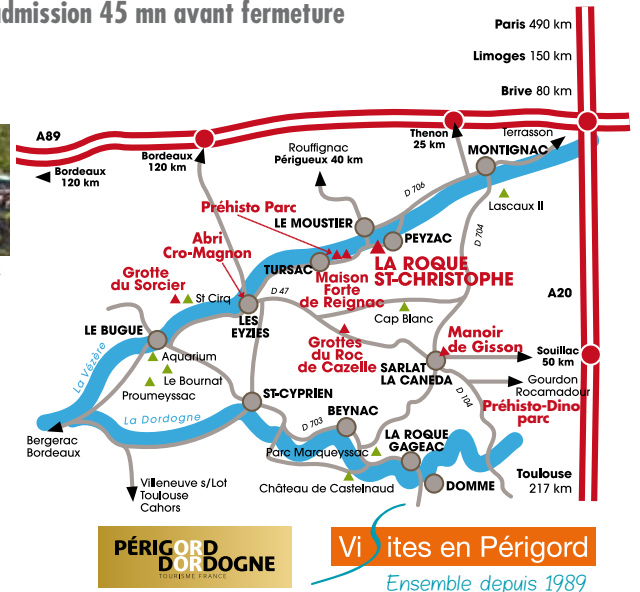 dmission 45 mn avant fermeture
Paris 490 km
Limoges 150 km
Brive 80 km
A89
Bordeaux
120 km
Bordeaux
120 km
Rouffignac
Périgueux 40 km
Thenon
25 km
Terrasson
MONTIGNAC
D 706
Lascaux II
Préhisto Parc
LE MOUSTIER
PEYZAC
D 704
Abri
Cro-Magnon
TURSAC
LA ROQUE
ST-CHRISTOPHE
Maison
Forte
de Reignac
Grotte
du Sorcier
St Cirq
D 47
LES
EYZIES
Cap Blanc
A20
LE BUGUE
Grottes
du Roc
de Cazelle
Manoir
de Gisson
Souillac
50 km
La Vézère
Aquarium
Le Bournat
Proumeyssac
SARLAT
LA CANEDA
Gourdon
Rocamadour
D 104
Préhisto-Dino
parc
ST-CYPRIEN
La Dordogne
D 703
BEYNAC
Bergerac
Bordeaux
Parc Marqueyssac
LA ROQUE
GAGEAC
Villeneuve s/Lot
Toulouse
Cahors
Château de Castelnaud
DOMME
Toulouse
217 km
PÉRIGORD
DORDOGNE
TOURISME FRANCE
Visites en Périgord
Ensemble depuis 1989